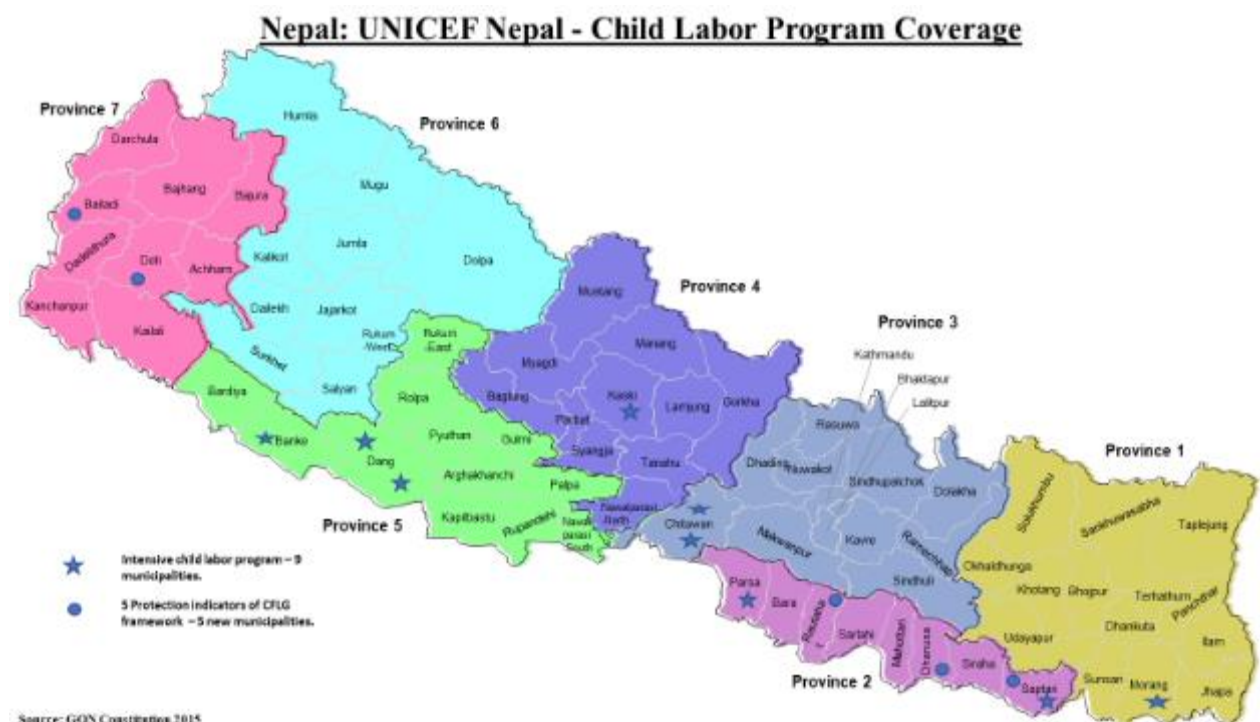 Nepal: UNICEF Nepal - Child Labor Program Coverage
Province 7
Province 6
Humla
Darchula
Mugu
Bajhang
Bajura
Baitadi
Jumla
Dadeldhura
Kalikot
Dolpa
Doti
Achham
Kanchanpur
Dailekh
Jajarkot
Kailali
Surkhet
Rukum
-West
Rukum
-East
Salyan
Province 4
Mustang
Manang
Myagdi
Kaski
Baglung
Lamjung
Gorkha
Parbat
Syangja
Tanahu
Nawalparasi
North
Bardiya
Rolpa
Banke
Dang
Pyuthan
Gulmi
Arghakhanchi
Palpa
Kapilbastu
Rupandehi
Nawal
parasi
South
Province 5
Province 3
Kathmandu
Bhaktapur
Lalitpur
Rasuwa
Dhading
Nuwakot
Sindhupalchok
Dolakha
Chitawan
Makwanpur
Kavre
Ramechhap
Sindhuli
Province 1
Solukhumbu
Sankhuwasabha
Taplejung
Okhaldhunga
Khotang
Bhojpur
Terhathum
Panchthar
Dhankuta
Udayapur
Ilam
Sunsari
Morang
Jhapa
Parsa
Bara
Rautaha
t
Sarlahi
Mahottari
Dhanusa
Siraha
Saptari
Province 2
Intensive child labor program – 9
municipalities.
5 Protection indicators of CFLG
framework – 5 new municipalities.
Source: GON Constitution 2015